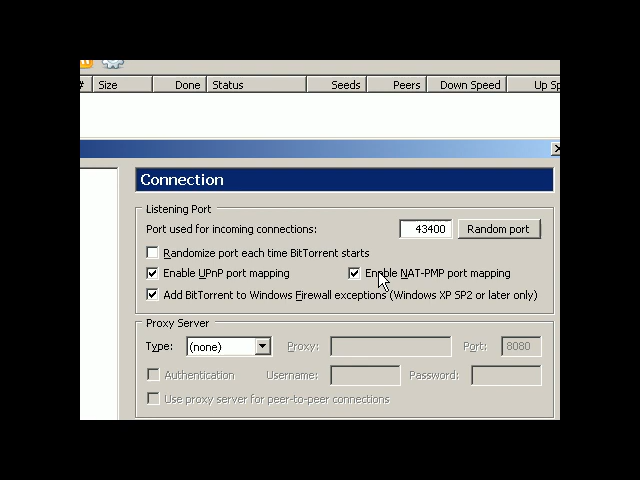 # Size Done Status Seeds Peers Down Speed Up Sp
Connection
Listening Port
Port used for incoming connections: 43400 Random port
Randomize port each time BitTorrent starts
Enable UPnP port mapping Enable NAT-PMP port mapping
Add BitTorrent to Windows Firewall exceptions (Windows XP SP2 or later only)
Proxy Server
Type: (none) Proxy: Port: 8080
Authentication Username: Password:
Use proxy server for peer-to-peer connections